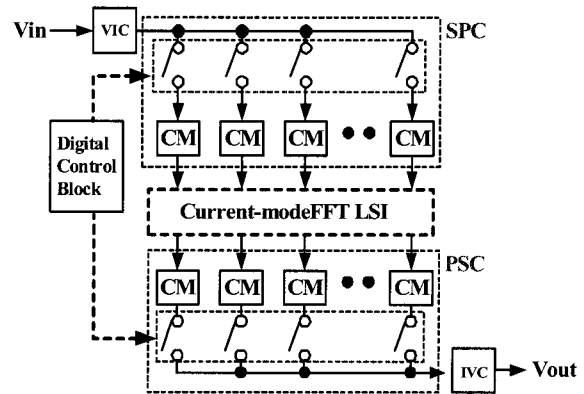 Vin
VIC
SPC
CM CM CM CM
Digital
Control
Block
Current-modeFFT LSI
PSC
CM CM CM CM
IVC
Vout